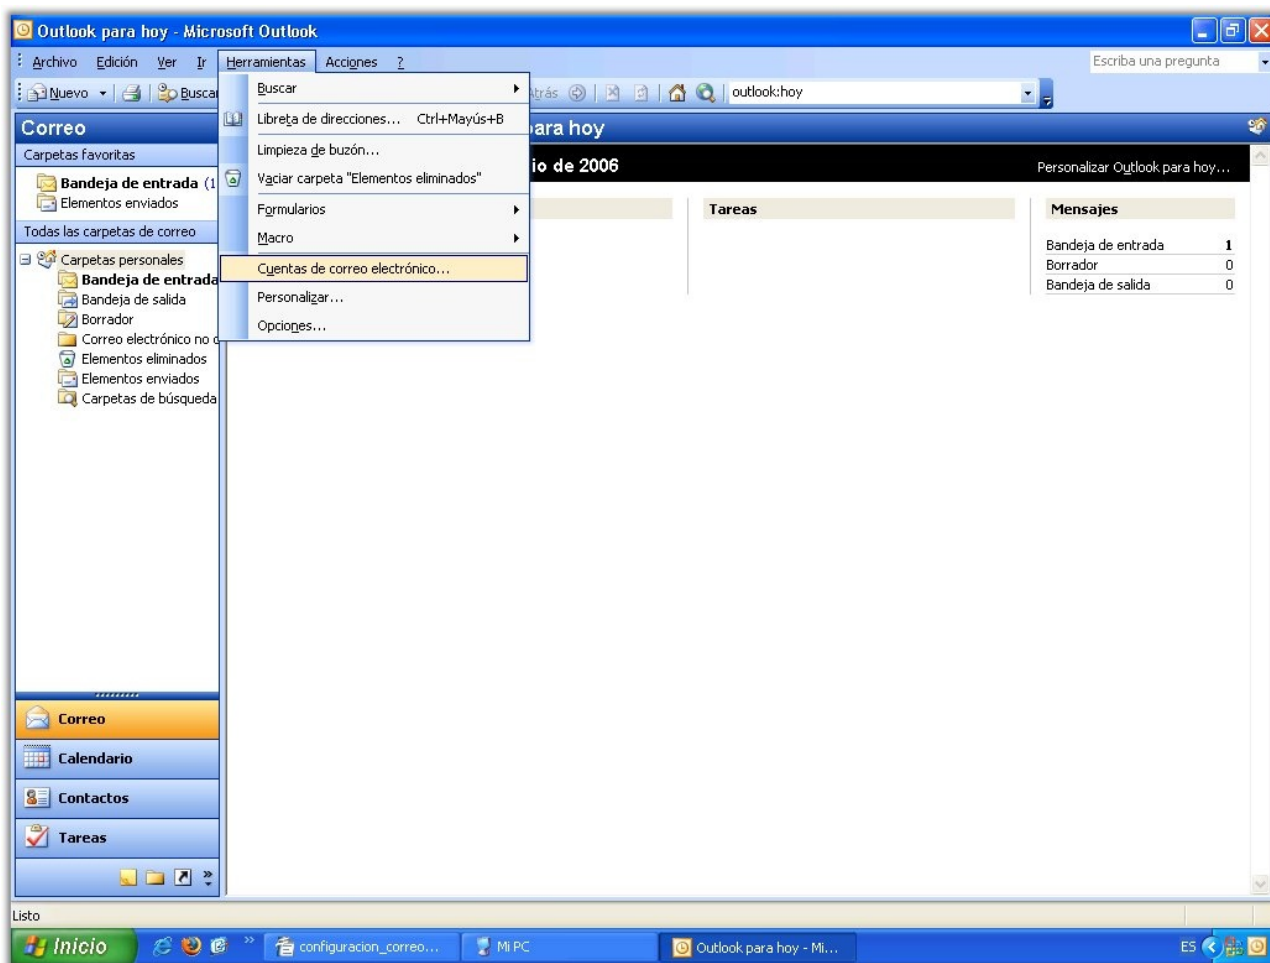 Outlook para hoy - Microsoft Outlook
Archivo Edición Ver Ir Herramientas Acciones ? Escriba una pregunta
Nuevo Buscar Atrás outlook:hoy
Correo para hoy
Carpetas favoritas
Bandeja de entrada (1
Elementos enviados
Todas las carpetas de correo
Carpetas personales
Bandeja de entrada
Bandeja de salida
Borrador
Correo electrónico no
Elementos eliminados
Elementos enviados
Carpetas de búsqueda
Buscar
Libreta de direcciones... Ctrl+Mayús+B
Limpieza de buzón...
Vaciar carpeta "Elementos eliminados"
Formularios
Macro
Cuentas de correo electrónico...
Personalizar...
Opciones...
io de 2006 Personalizar Outlook para hoy...
Tareas
Mensajes
Bandeja de entrada 1
Borrador 0
Bandeja de salida 0
Correo
Calendario
Contactos
Tareas
Listo
Inicio configuracion_correo... Mi PC Outlook para hoy - Mi... ES